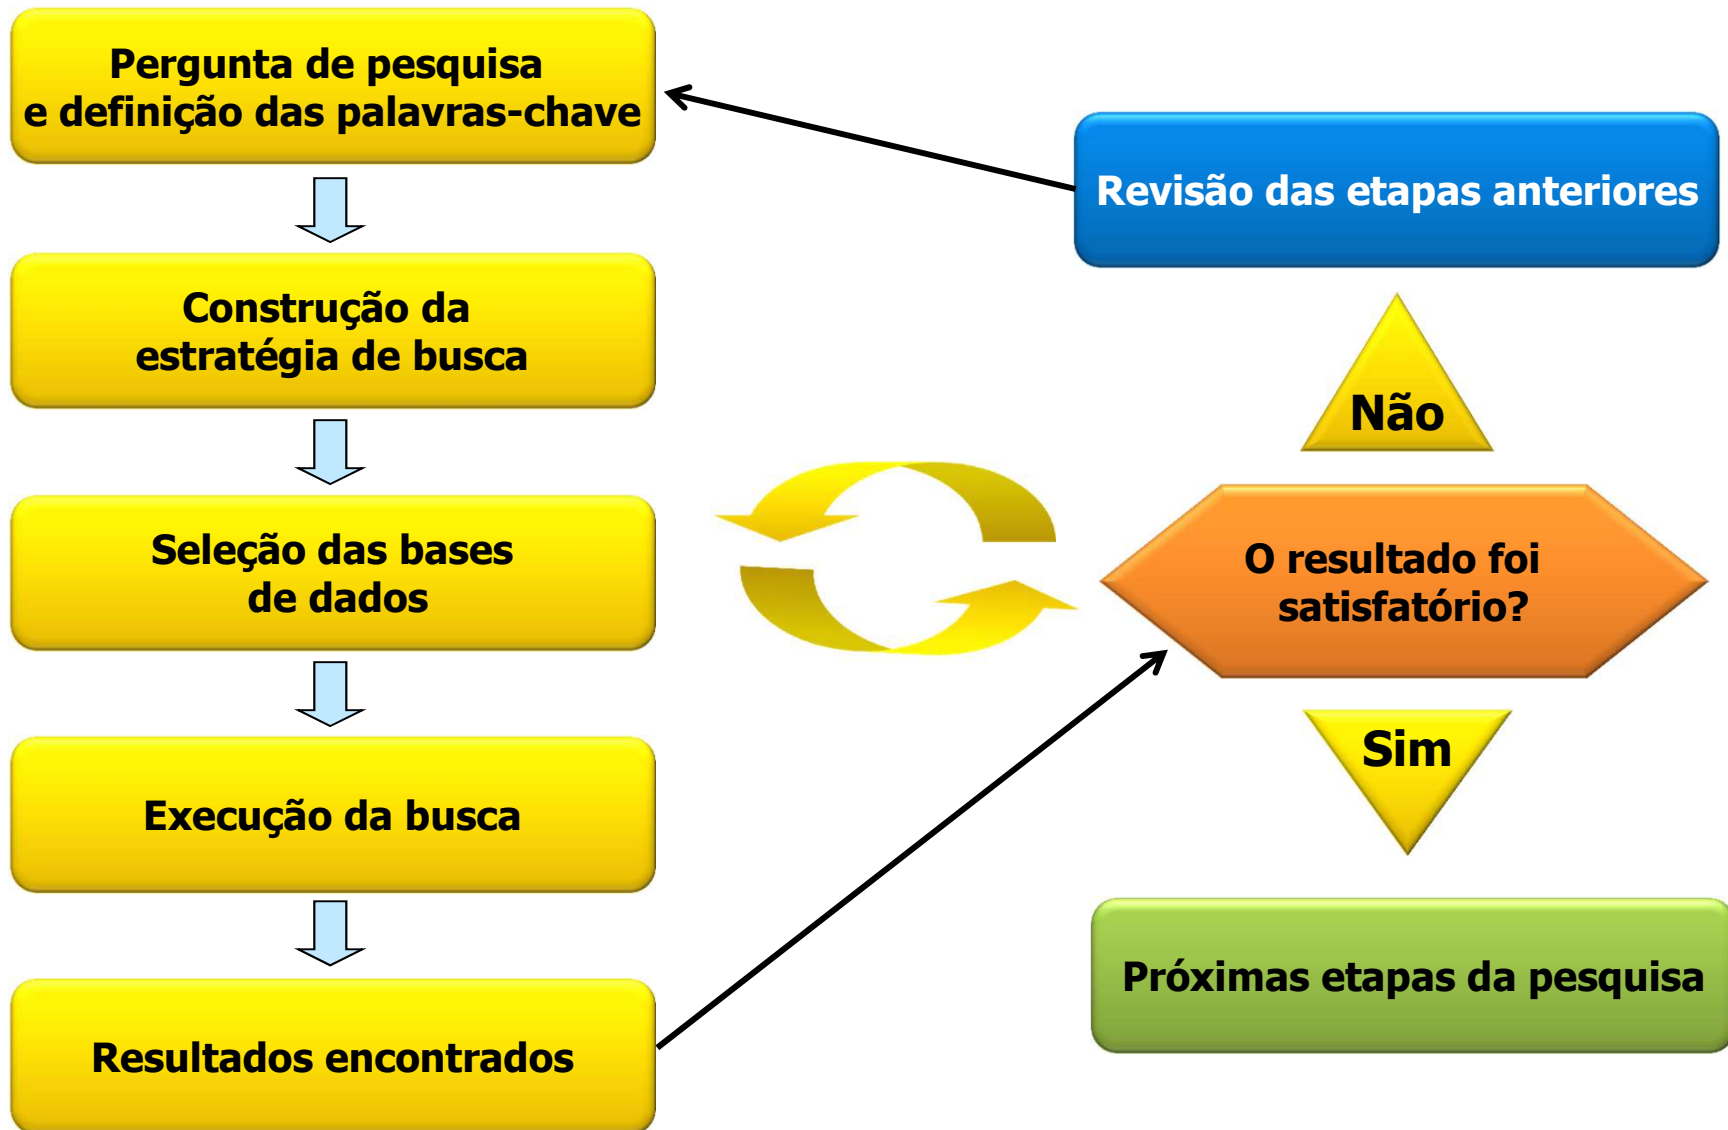 Pergunta de pesquisa
e definição das palavras-chave
Construção da
estratégia de busca
Seleção das bases
de dados
Execução da busca
Resultados encontrados
Revisão das etapas anteriores
Não
O resultado foi
satisfatório?
Sim
Próximas etapas da pesquisa